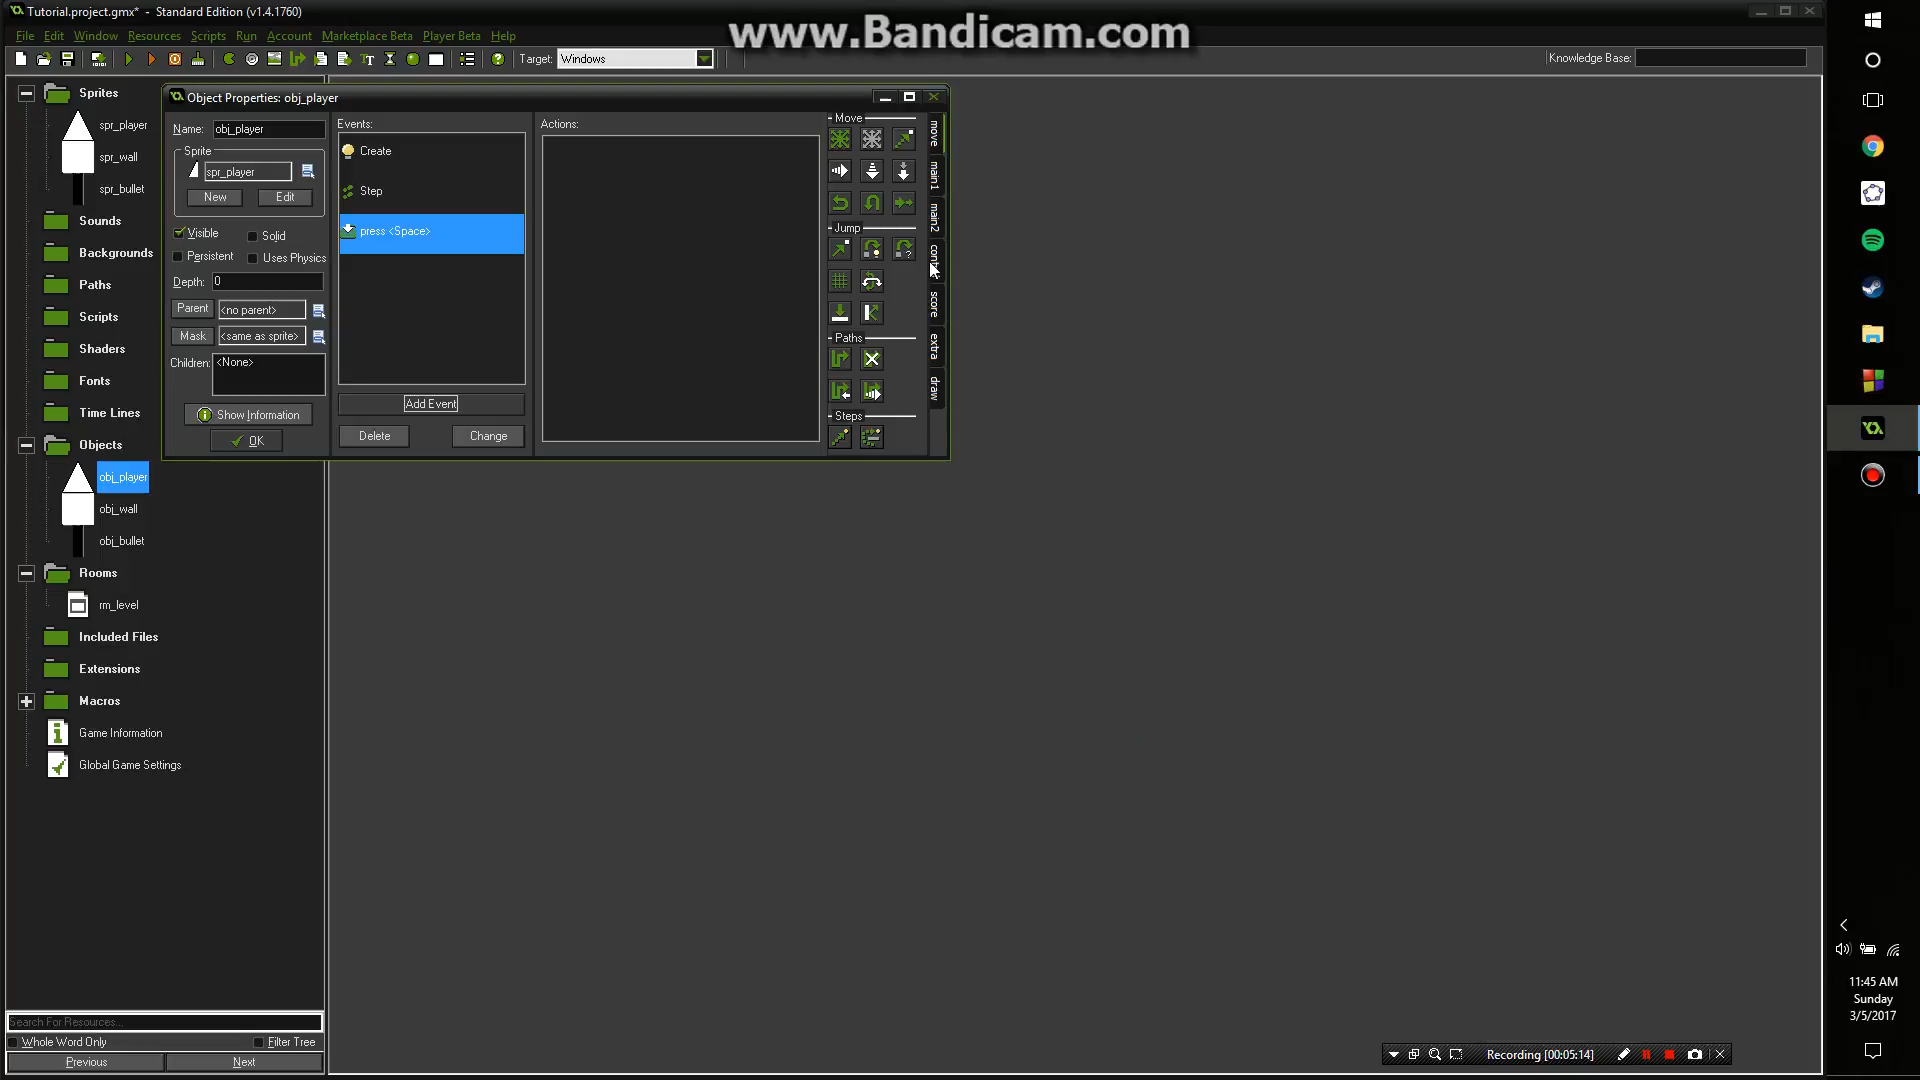 Tutorial.project.gmx* - Standard Edition (v1.4.1760)
www.Bandicam.com
File Edit Window Resources Scripts Run Account Marketplace Beta Player Beta Help
Target: Windows
Knowledge Base:
Sprites
spr_player
spr_wall
spr_bullet
Sounds
Backgrounds
Paths
Scripts
Shaders
Fonts
Time Lines
Objects
obj_player
obj_wall
obj_bullet
Rooms
rm_level
Included Files
Extensions
Macros
Game Information
Global Game Settings
Search For Resources...
Whole Word Only Filter Tree
Previous Next
Object Properties: obj_player
Name: obj_player
Sprite
spr_player
New Edit
Visible Solid
Persistent Uses Physics
Depth: 0
Parent <no parent>
Mask <same as sprite>
Children: <None>
Show Information
OK
Events:
Create
Step
press <Space>
Add Event
Delete Change
Actions:
Move
Jump
Paths
Steps
move
main1
main2
score
extra
draw
Recording [00:05:14]
11:45 AM
Sunday
3/5/2017